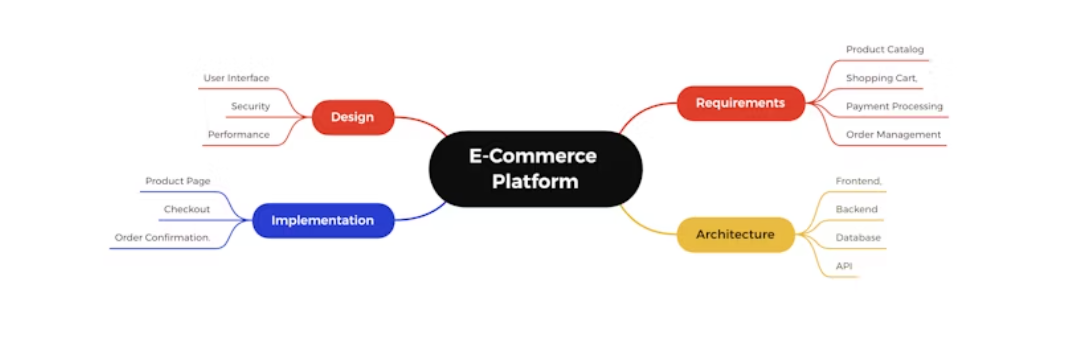 E-Commerce
Platform
Requirements
Product Catalog
Shopping Cart,
Payment Processing
Order Management
Architecture
Frontend,
Backend
Database
API
Design
User Interface
Security
Performance
Implementation
Product Page
Checkout
Order Confirmation.